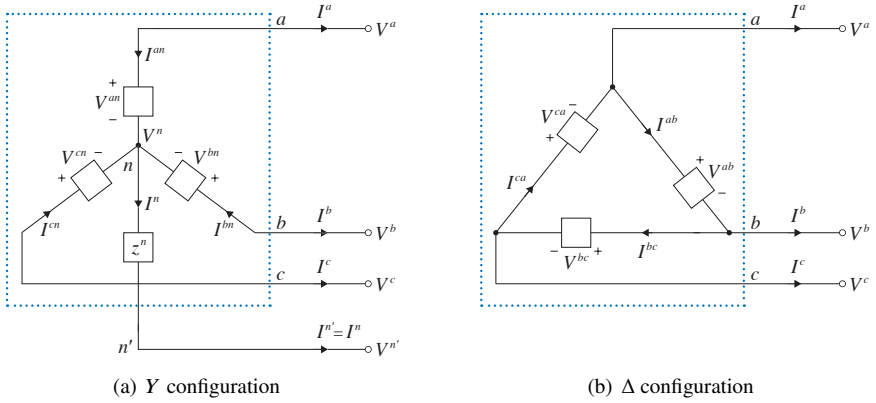 a I^a V^a
I^{an}
+
V^{an}
−
V^n
V^{cn} − − V^{bn}
+ n +
I^n
I^{cn} I^{bn} b I^b V^b
z^n
c I^c V^c
n′ I^{n′}=I^n V^{n′}
(a) Y configuration
a I^a V^a
V^{ca} − I^{ab}
+
+ V^{ab}
I^{ca} −
b I^b V^b
− V^{bc} + I^{bc} −
c I^c V^c
(b) Δ configuration